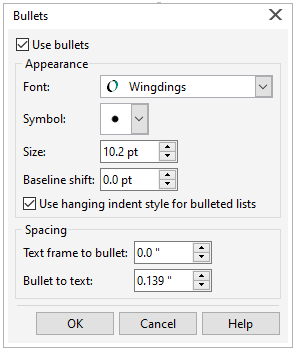 Bullets
Use bullets
Appearance
Font: Wingdings
Symbol: ●
Size: 10.2 pt
Baseline shift: 0.0 pt
Use hanging indent style for bulleted lists
Spacing
Text frame to bullet: 0.0 "
Bullet to text: 0.139 "
OK Cancel Help